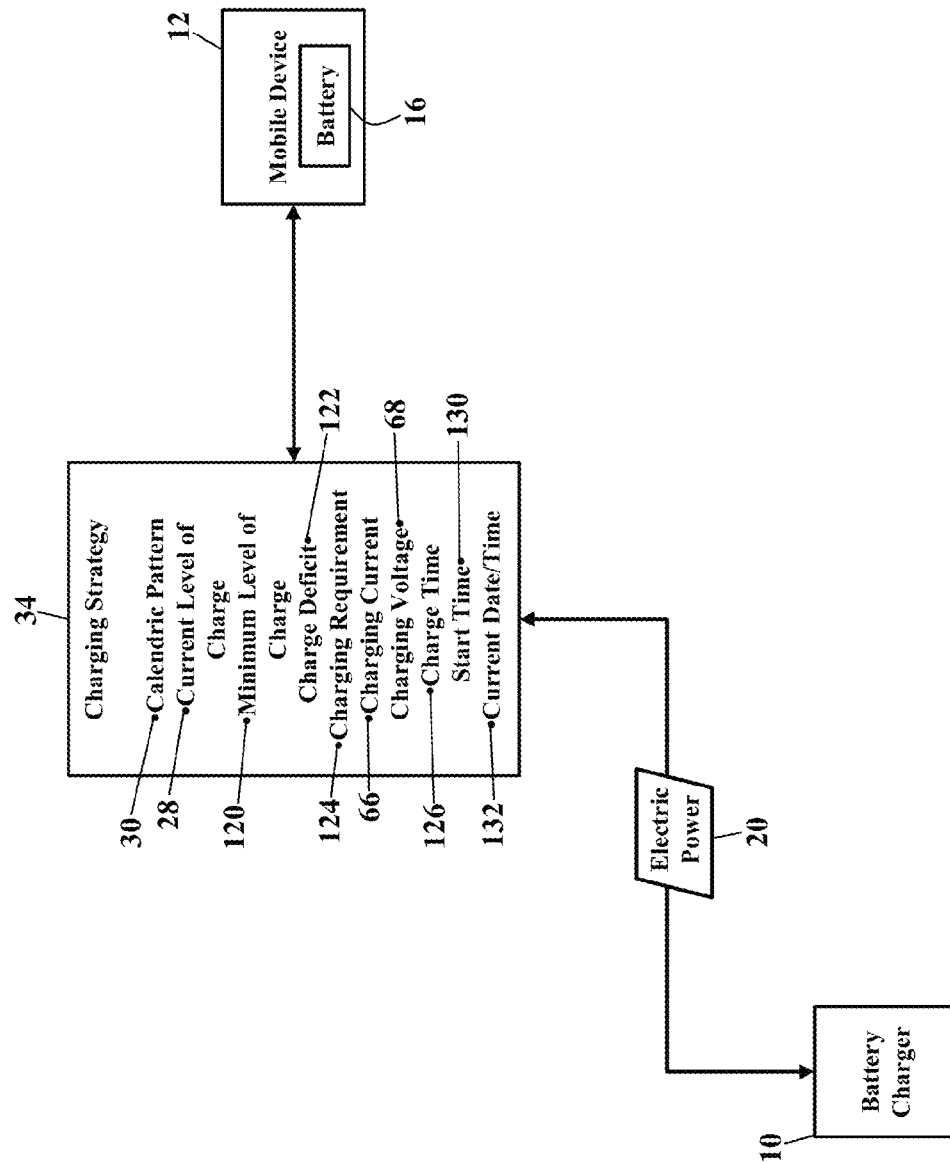 34
Charging Strategy
30
Calendric Pattern
28
Current Level of
Charge
120
Minimum Level of
Charge
Charge Deficit
122
124
Charging Requirement
66
Charging Current
Charging Voltage
68
126
Charge Time
Start Time
130
132
Current Date/Time
12
Mobile Device
Battery
16
Electric
Power
20
10
Battery
Charger